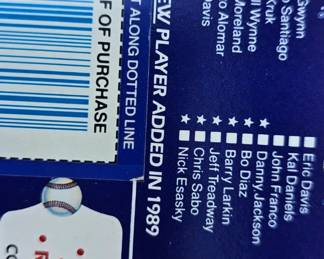 Gwynn
Santiago
Kruk
Wynne
Moreland
Alomar
Davis
■ Eric Davis
■ Kal Daniels
■ John Franco
★ ■ Danny Jackson
★ ■ Bo Diaz
★ ■ Barry Larkin
★ ■ Jeff Treadway
★ ■ Chris Sabo
★ ■ Nick Esasky
EW PLAYER ADDED IN 1989
T ALONG DOTTED LINE
F OF PURCHASE